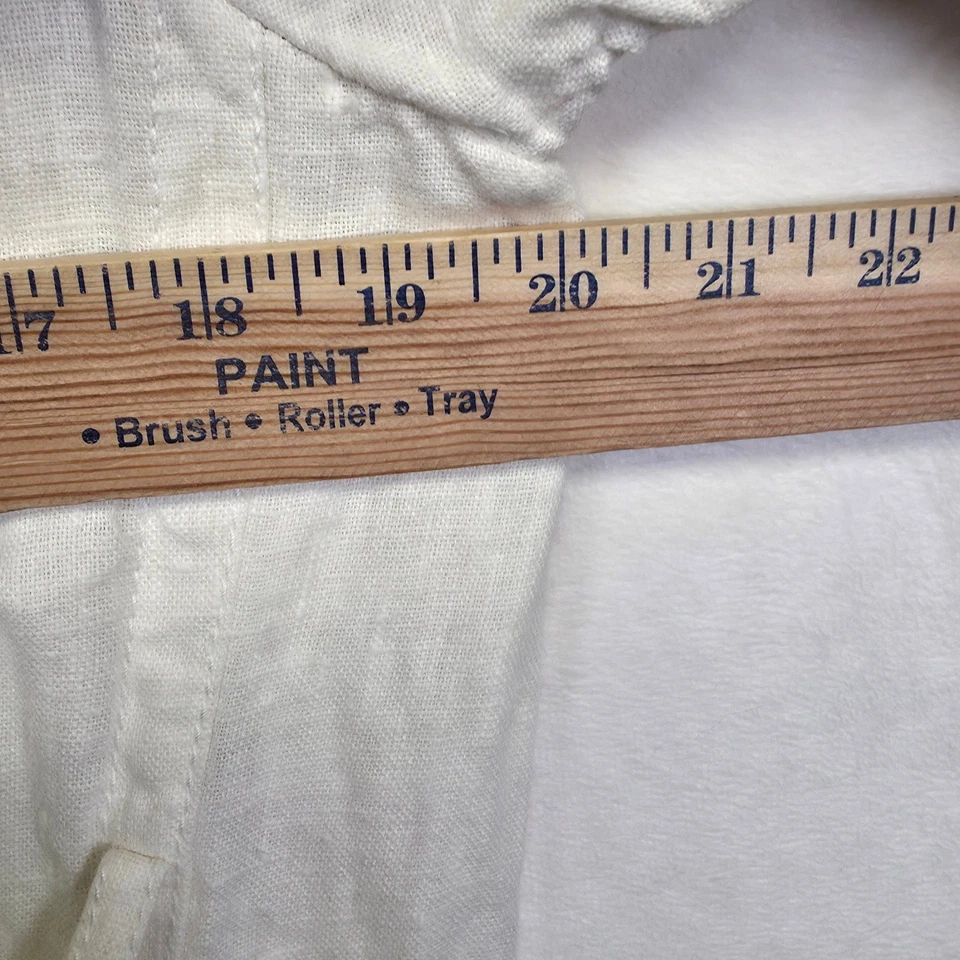 17 18 19 20 21 22
PAINT
• Brush • Roller • Tray